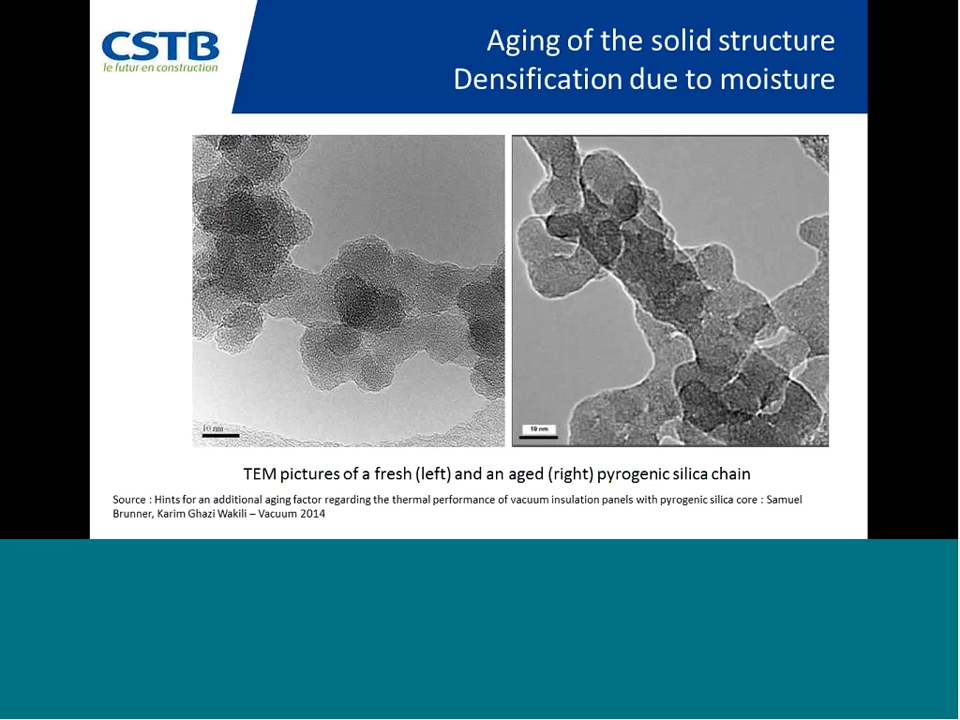 CSTB
le futur en construction
Aging of the solid structure
Densification due to moisture
10 nm
10 nm
TEM pictures of a fresh (left) and an aged (right) pyrogenic silica chain
Source : Hints for an additional aging factor regarding the thermal performance of vacuum insulation panels with pyrogenic silica core : Samuel
Brunner, Karim Ghazi Wakili – Vacuum 2014